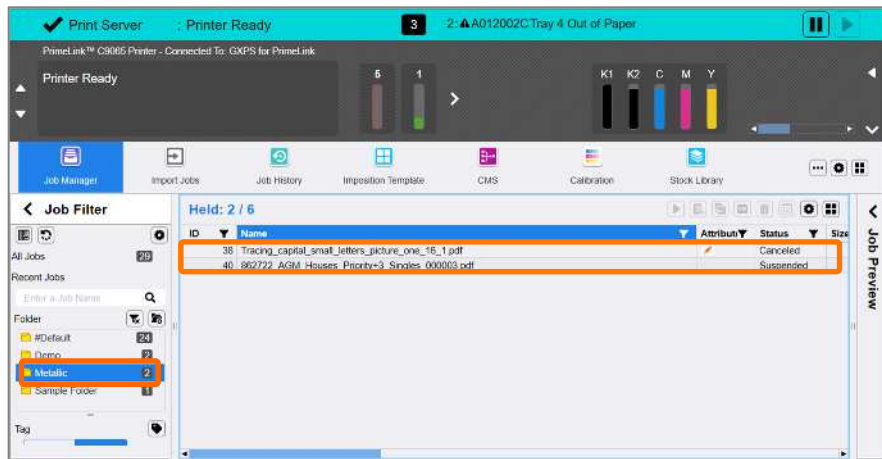 Print Server : Printer Ready 3 2: A012002C Tray 4 Out of Paper
PrimeLink™ C9065 Printer - Connected To: GXPS for PrimeLink
Printer Ready 5 1 K1 K2 C M Y
Job Manager Import Jobs Job History Imposition Template CMS Calibration Stock Library
Job Filter Held: 2 / 6
ID Name Attributi Status Size
38 Tracing_capital_small_letters_picture_one_16_1.pdf Canceled
40 862722_AGM_Houses_Priority+3_Singles_000003.pdf Suspended
All Jobs 29
Recent Jobs
Enter a Job Name
Folder
#Default 24
Demo 2
Metallic 2
Sample Folder 1
Tag
Job Preview